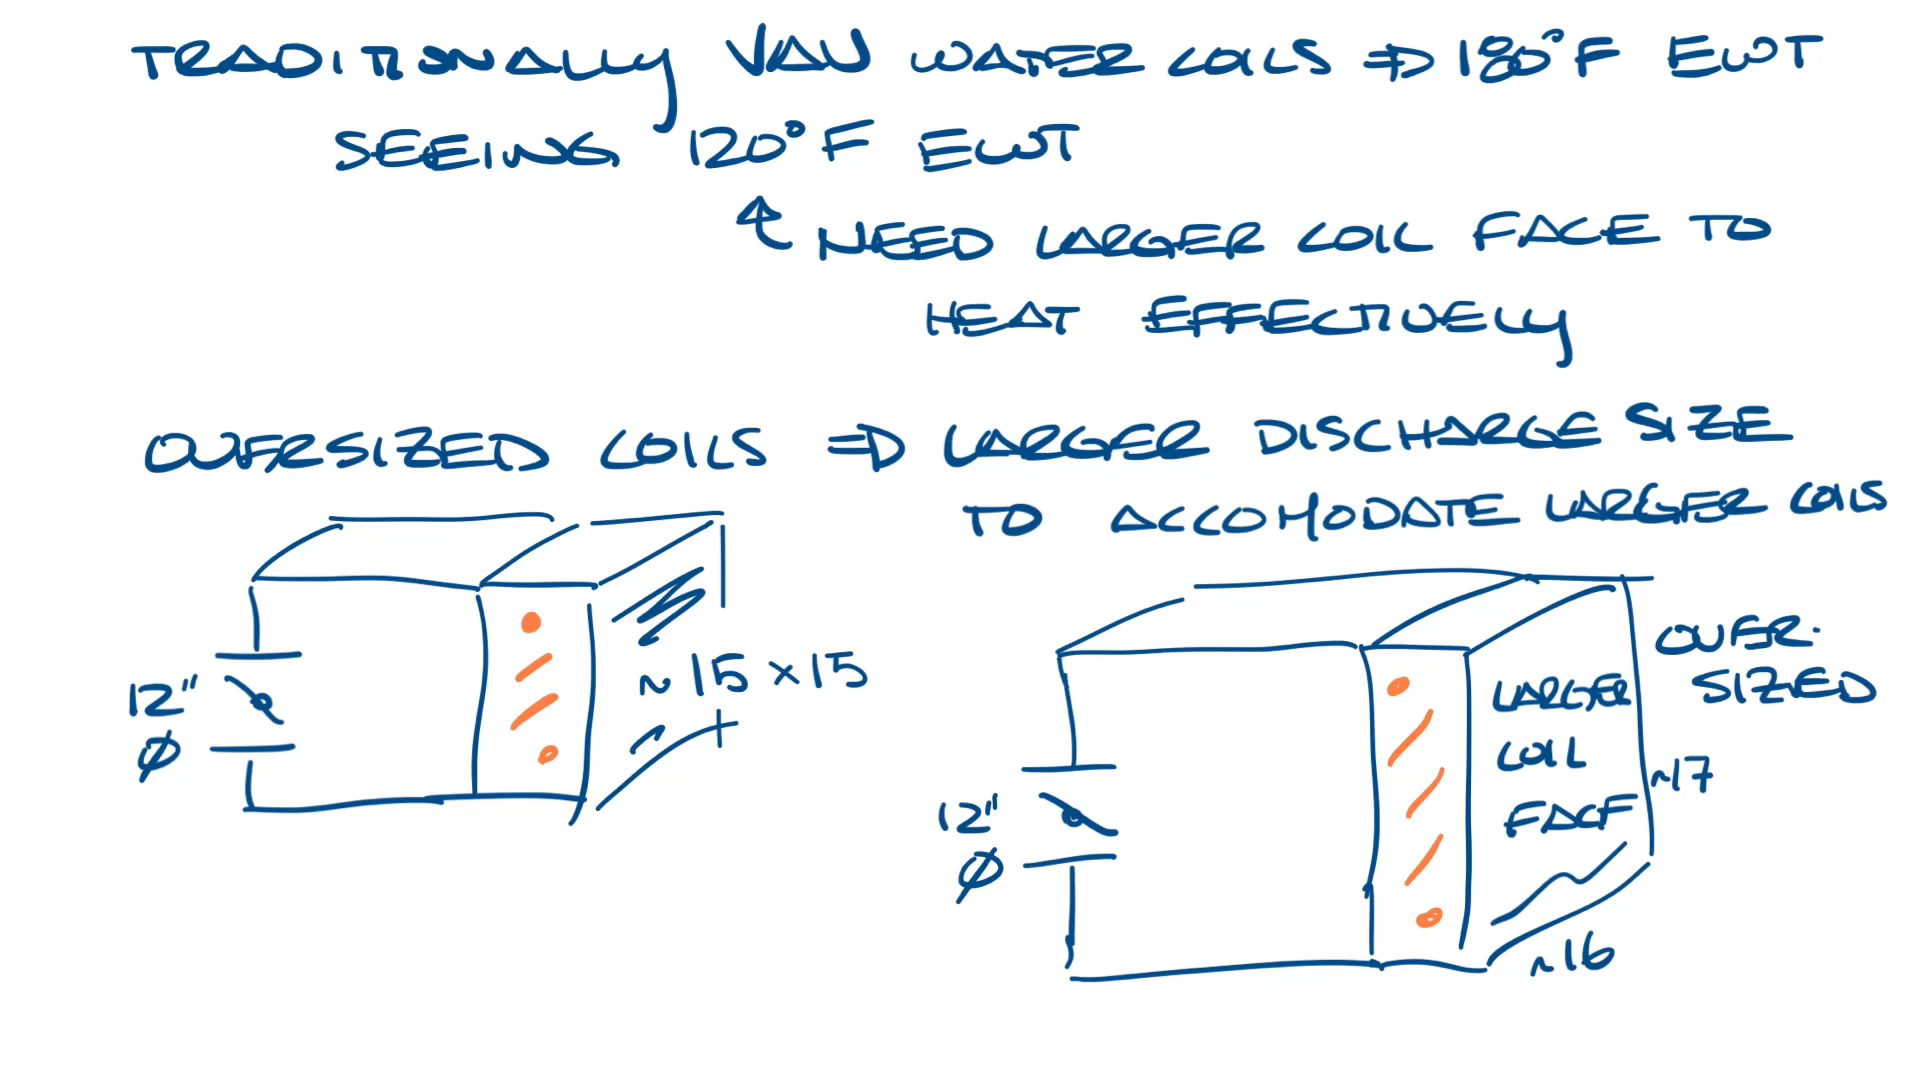 TRADITIONALLY VAV WATER COILS ⇒ 180°F EWT
SEEING 120°F EWT
NEED LARGER COIL FACE TO
HEAT EFFECTIVELY
OVERSIZED COILS ⇒ LARGER DISCHARGE SIZE
TO ACCOMODATE LARGER COILS
12"
Ø
~15 x 15
12"
Ø
LARGER
COIL
FACE
OVER-
SIZED
~17
~16